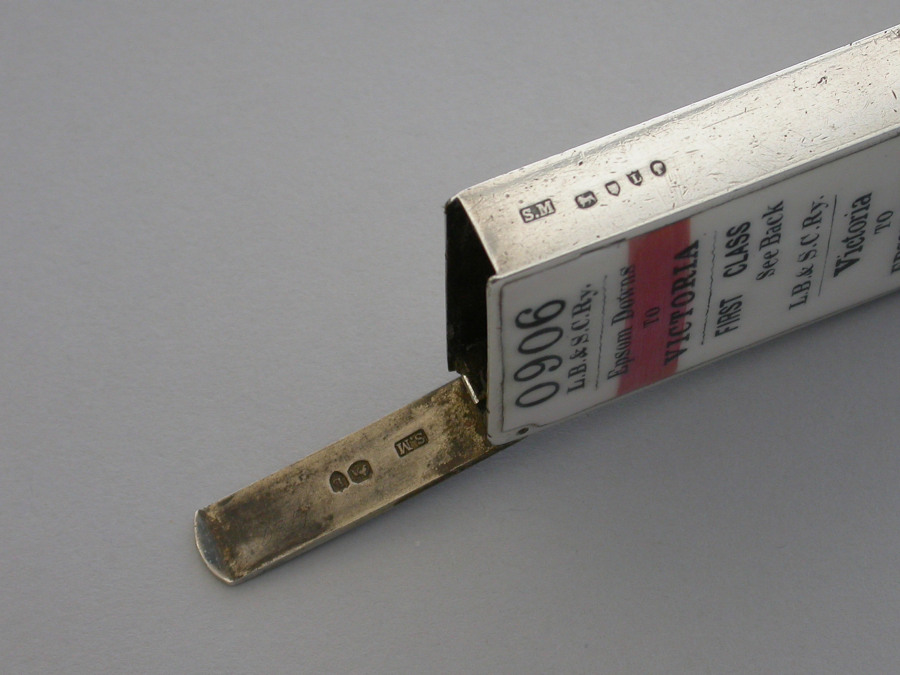 S.M
0906
L.B.& S.C.Ry.
Epsom Downs
TO
VICTORIA
FIRST CLASS
See Back
L.B.& S.C.Ry.
Victoria
TO
S.M